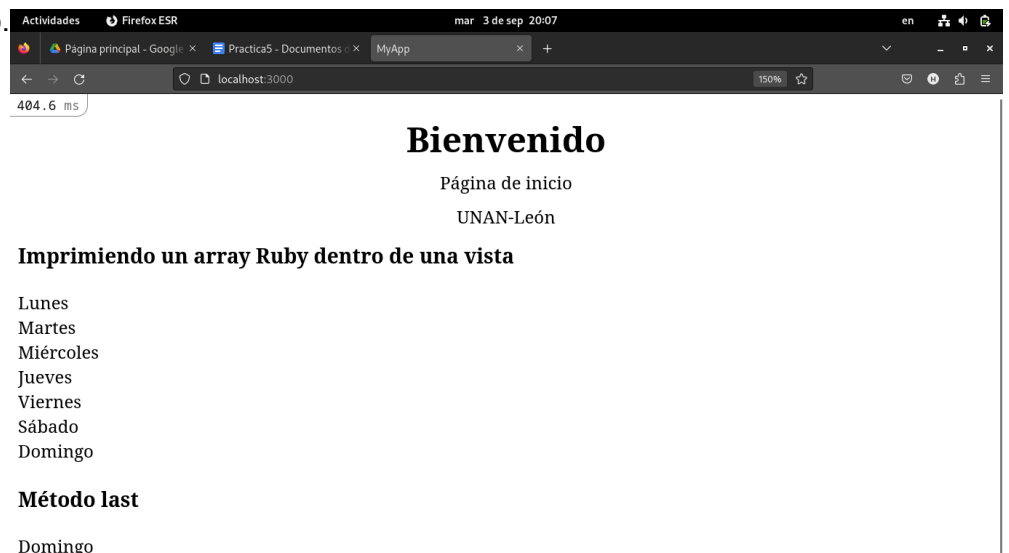 Actividades Firefox ESR mar 3 de sep 20:07 en
Página principal - Google × Practica5 - Documentos d × MyApp × +
localhost:3000 150%
404.6 ms
Bienvenido
Página de inicio
UNAN-León
Imprimiendo un array Ruby dentro de una vista
Lunes
Martes
Miércoles
Jueves
Viernes
Sábado
Domingo
Método last
Domingo